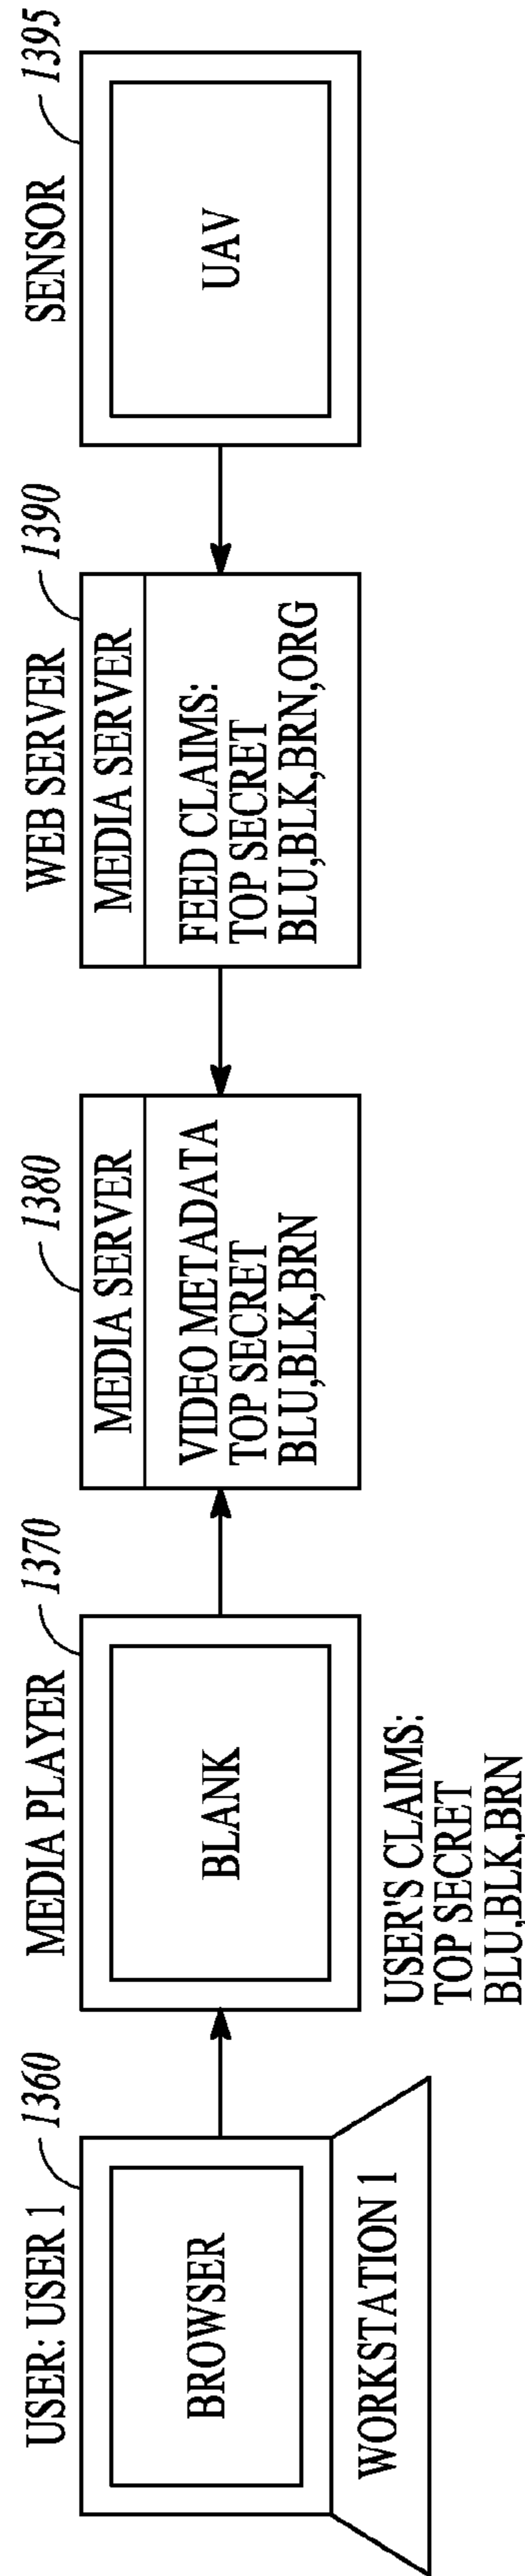 USER: USER 1
1360
BROWSER
WORKSTATION 1
MEDIA PLAYER
1370
BLANK
USER'S CLAIMS:
TOP SECRET
BLU,BLK,BRN
1380
MEDIA SERVER
VIDEO METADATA
TOP SECRET
BLU,BLK,BRN
WEB SERVER
1390
MEDIA SERVER
FEED CLAIMS:
TOP SECRET
BLU,BLK,BRN,ORG
SENSOR
1395
UAV